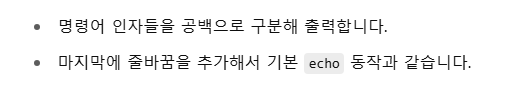 명령어 인자들을 공백으로 구분해 출력합니다.
마지막에 줄바꿈을 추가해서 기본 echo 동작과 같습니다.